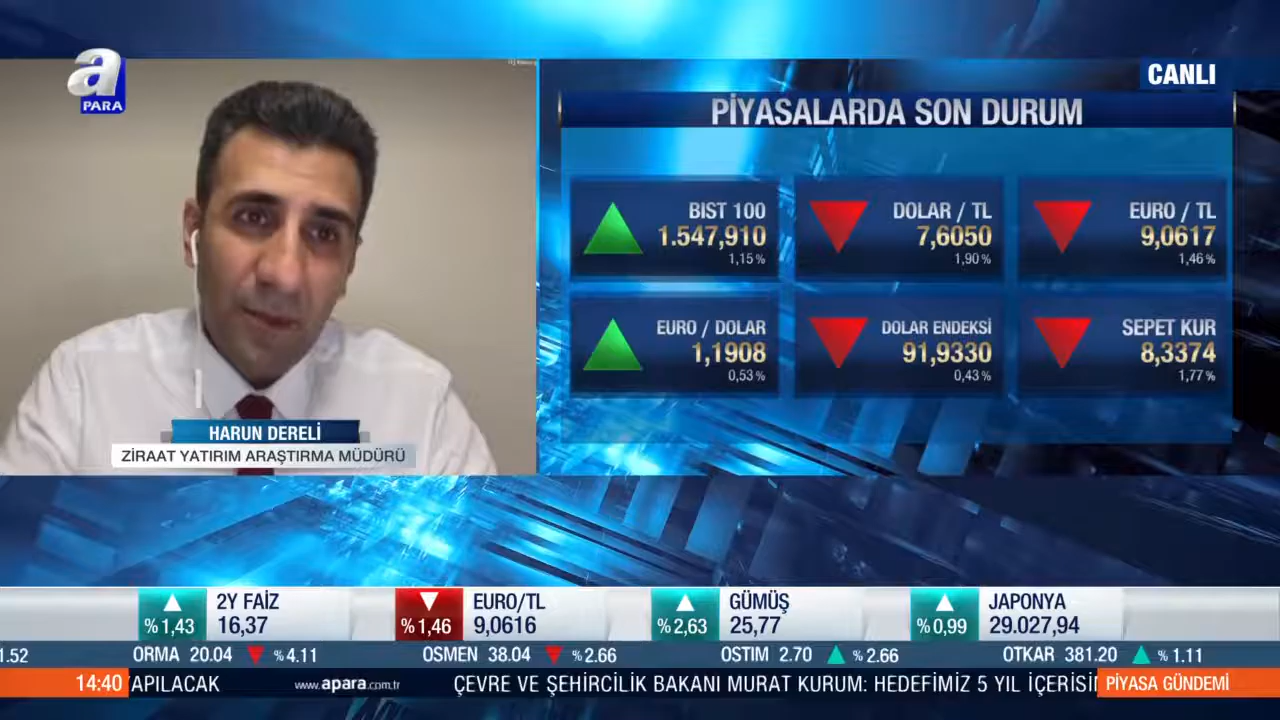 a
PARA
CANLI
PİYASALARDA SON DURUM
BIST 100
1.547,910
1,15 %
DOLAR / TL
7,6050
1,90 %
EURO / TL
9,0617
1,46 %
EURO / DOLAR
1,1908
0,53 %
DOLAR ENDEKSİ
91,9330
0,43 %
SEPET KUR
8,3374
1,77 %
HARUN DERELİ
ZİRAAT YATIRIM ARAŞTIRMA MÜDÜRÜ
% 1,43 2Y FAİZ 16,37
% 1,46 EURO/TL 9,0616
% 2,63 GÜMÜŞ 25,77
% 0,99 JAPONYA 29.027,94
1.52 ORMA 20.04 % 4.11 OSMEN 38.04 % 2.66 OSTIM 2.70 % 2.66 OTKAR 381.20 % 1.11
14:40 YAPILACAK www.apara.com.tr ÇEVRE VE ŞEHİRCİLİK BAKANI MURAT KURUM: HEDEFİMİZ 5 YIL İÇERİSİ PİYASA GÜNDEMİ